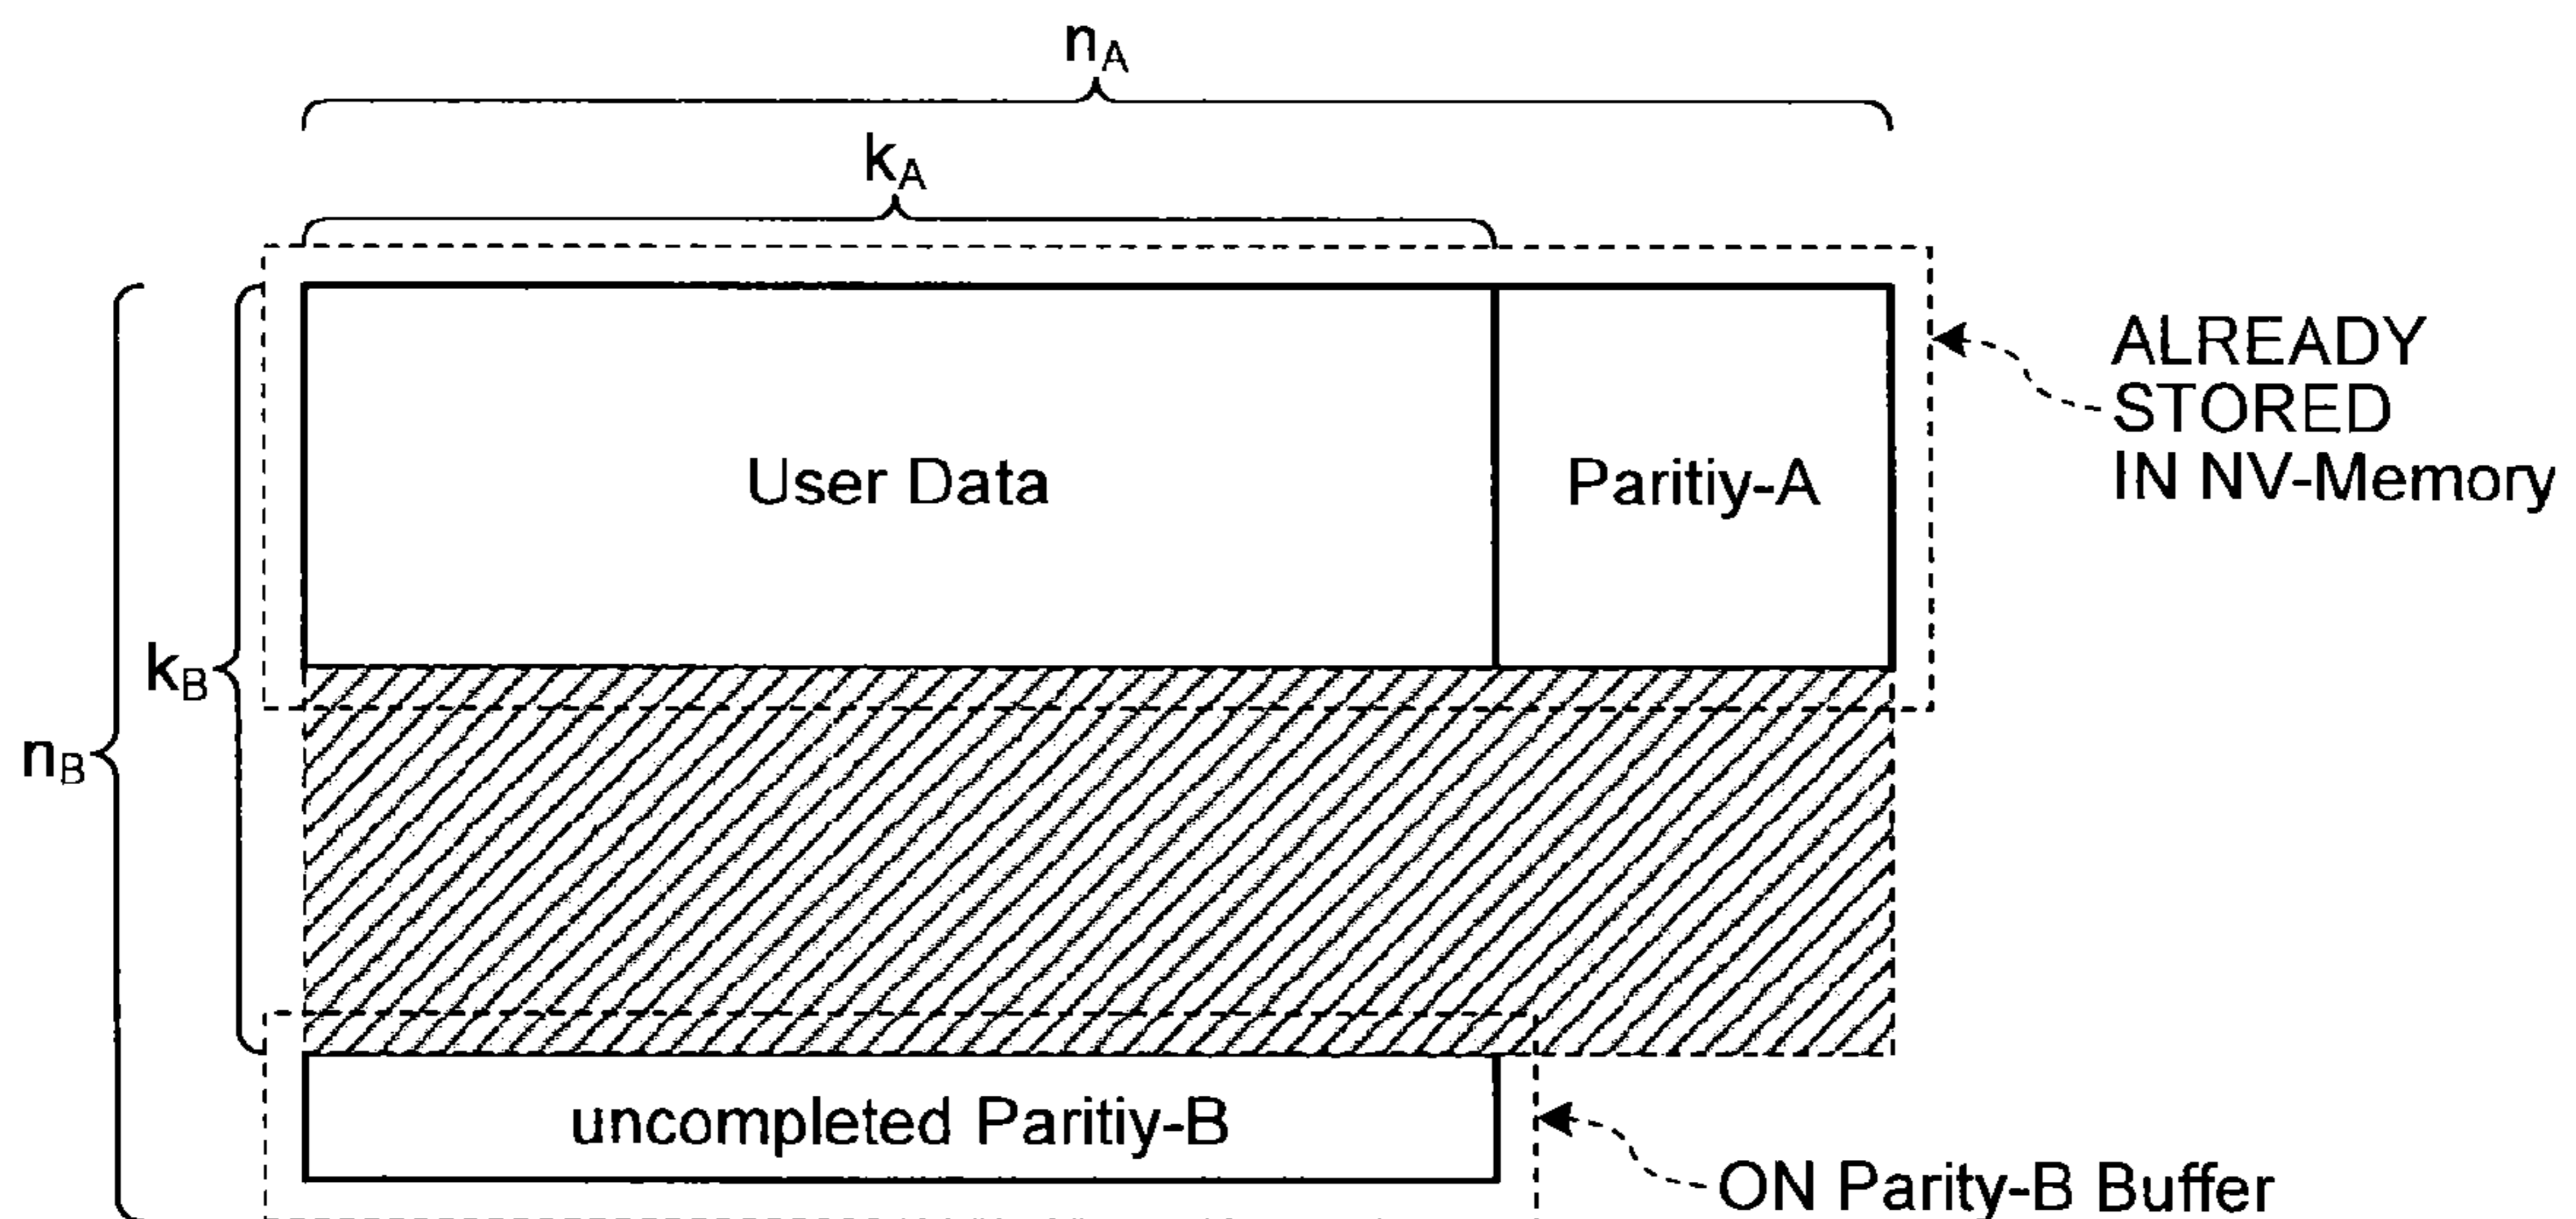 nA
kA
ALREADY
STORED
IN NV-Memory
User Data
Paritiy-A
kB
nB
uncompleted Paritiy-B
ON Parity-B Buffer